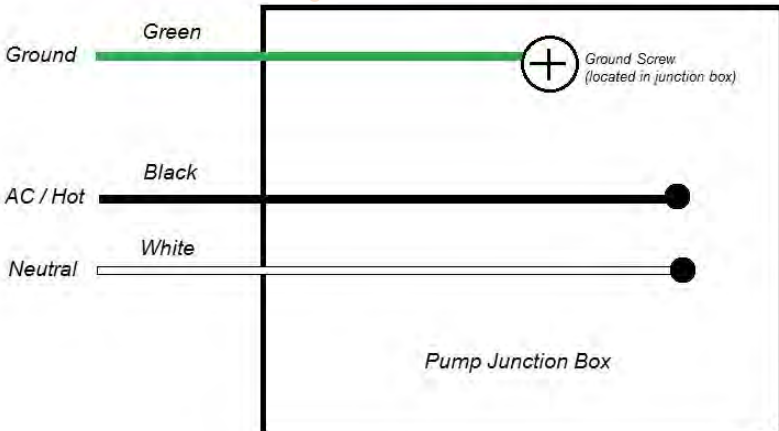 Green
Ground
Ground Screw
(located in junction box)
Black
AC / Hot
White
Neutral
Pump Junction Box